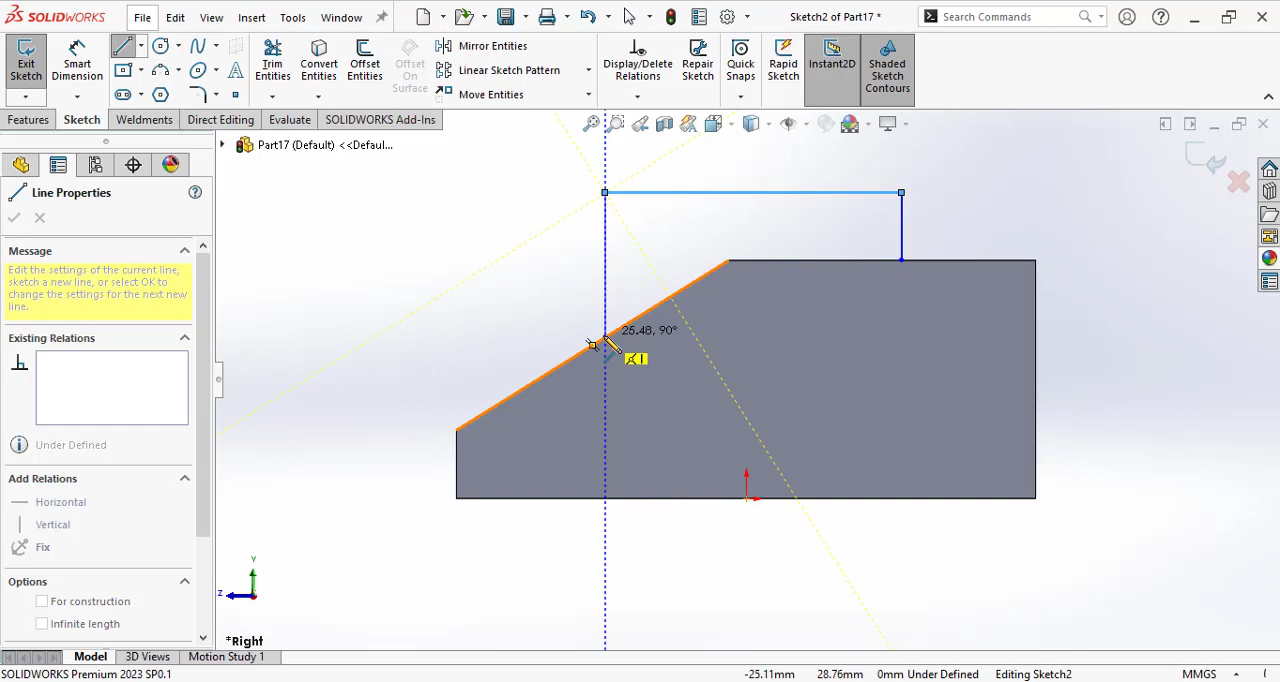 SOLIDWORKS File Edit View Insert Tools Window Sketch2 of Part17 * Search Commands
Exit Sketch
Smart Dimension
Trim Entities
Convert Entities
Offset Entities
Offset On Surface
Mirror Entities
Linear Sketch Pattern
Move Entities
Display/Delete Relations
Repair Sketch
Quick Snaps
Rapid Sketch
Instant2D
Shaded Sketch Contours
Features Sketch Weldments Direct Editing Evaluate SOLIDWORKS Add-Ins
Part17 (Default) <<Defaul...
Line Properties
Message
Edit the settings of the current line,
sketch a new line, or select OK to
change the settings for the next new
line.
Existing Relations
Under Defined
Add Relations
Horizontal
Vertical
Fix
Options
For construction
Infinite length
25.48, 90°
Y
Z
*Right
Model 3D Views Motion Study 1
SOLIDWORKS Premium 2023 SP0.1 -25.11mm 28.76mm 0mm Under Defined Editing Sketch2 MMGS